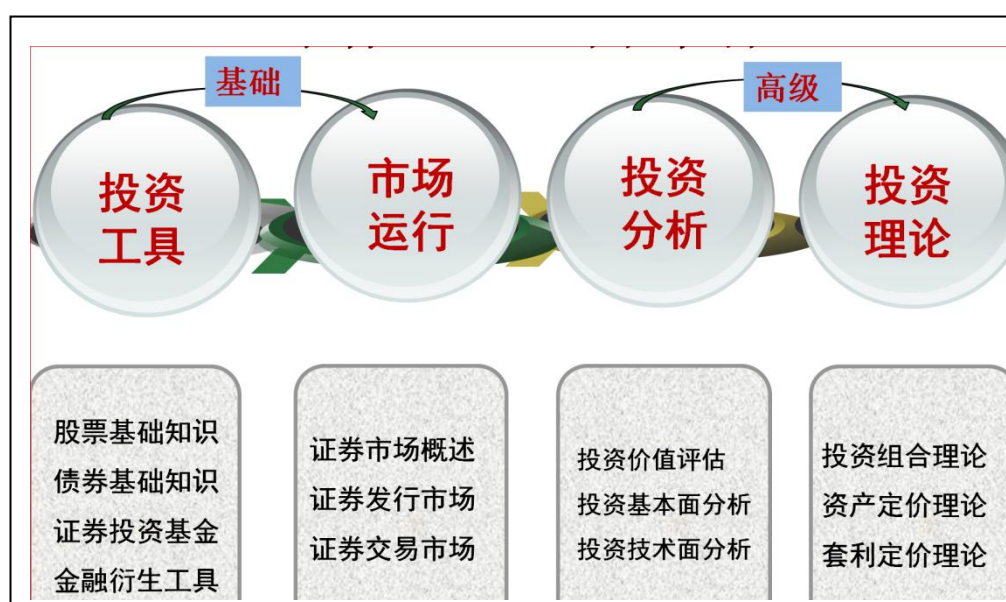 基础
高级
投资
工具
市场
运行
投资
分析
投资
理论
股票基础知识
债券基础知识
证券投资基金
金融衍生工具
证券市场概述
证券发行市场
证券交易市场
投资价值评估
投资基本面分析
投资技术面分析
投资组合理论
资产定价理论
套利定价理论